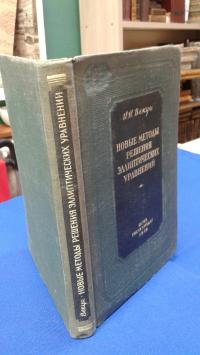 И.Н. Векуа
НОВЫЕ МЕТОДЫ
РЕШЕНИЯ
ЭЛЛИПТИЧЕСКИХ
УРАВНЕНИЙ
Векуа · НОВЫЕ МЕТОДЫ РЕШЕНИЯ ЭЛЛИПТИЧЕСКИХ УРАВНЕНИЙ